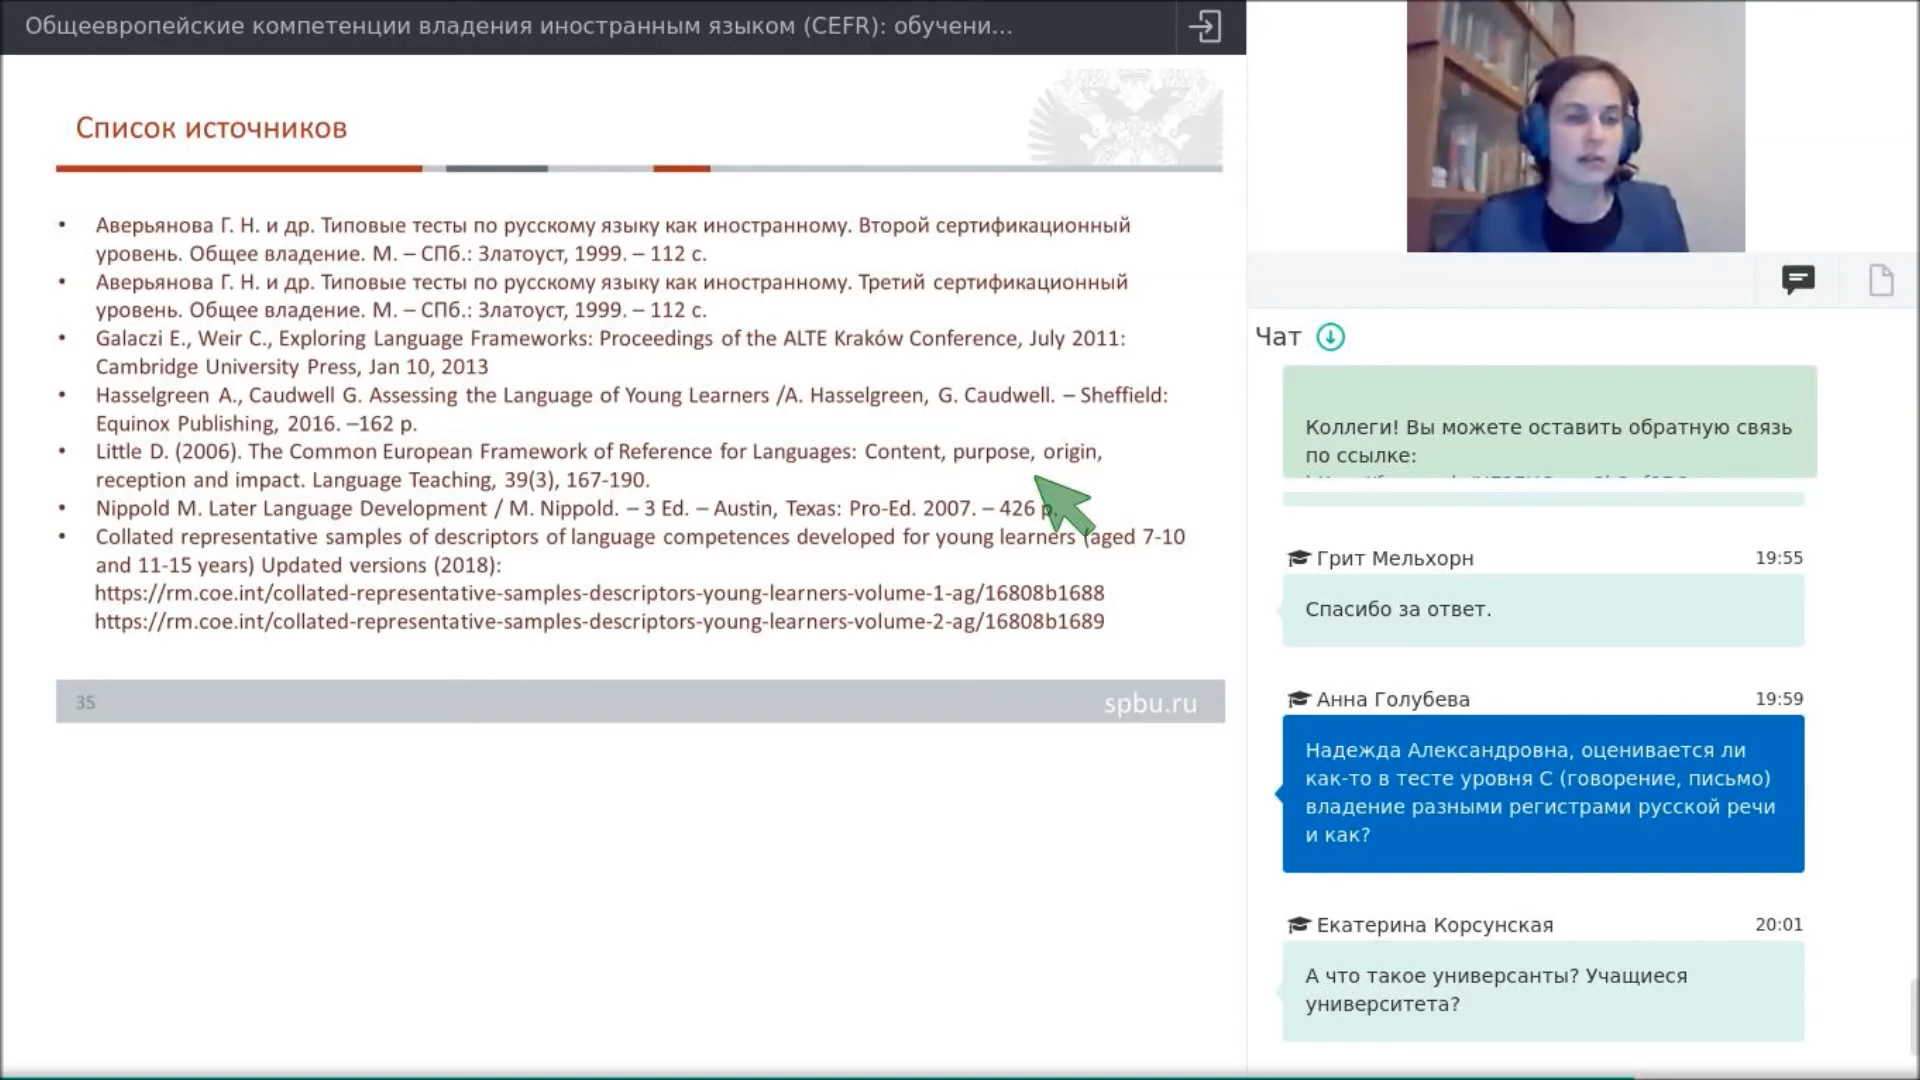 Общеевропейские компетенции владения иностранным языком (CEFR): обучени...
Список источников
• Аверьянова Г. Н. и др. Типовые тесты по русскому языку как иностранному. Второй сертификационный
уровень. Общее владение. М. – СПб.: Златоуст, 1999. – 112 с.
• Аверьянова Г. Н. и др. Типовые тесты по русскому языку как иностранному. Третий сертификационный
уровень. Общее владение. М. – СПб.: Златоуст, 1999. – 112 с.
• Galaczi E., Weir C., Exploring Language Frameworks: Proceedings of the ALTE Kraków Conference, July 2011:
Cambridge University Press, Jan 10, 2013
• Hasselgreen A., Caudwell G. Assessing the Language of Young Learners /A. Hasselgreen, G. Caudwell. – Sheffield:
Equinox Publishing, 2016. –162 p.
• Little D. (2006). The Common European Framework of Reference for Languages: Content, purpose, origin,
reception and impact. Language Teaching, 39(3), 167-190.
• Nippold M. Later Language Development / M. Nippold. – 3 Ed. – Austin, Texas: Pro-Ed. 2007. – 426 p.
• Collated representative samples of descriptors of language competences developed for young learners (aged 7-10
and 11-15 years) Updated versions (2018):
https://rm.coe.int/collated-representative-samples-descriptors-young-learners-volume-1-ag/16808b1688
https://rm.coe.int/collated-representative-samples-descriptors-young-learners-volume-2-ag/16808b1689
35
spbu.ru
Чат
Коллеги! Вы можете оставить обратную связь
по ссылке:
Грит Мельхорн 19:55
Спасибо за ответ.
Анна Голубева 19:59
Надежда Александровна, оценивается ли
как-то в тесте уровня С (говорение, письмо)
владение разными регистрами русской речи
и как?
Екатерина Корсунская 20:01
А что такое универсанты? Учащиеся
университета?